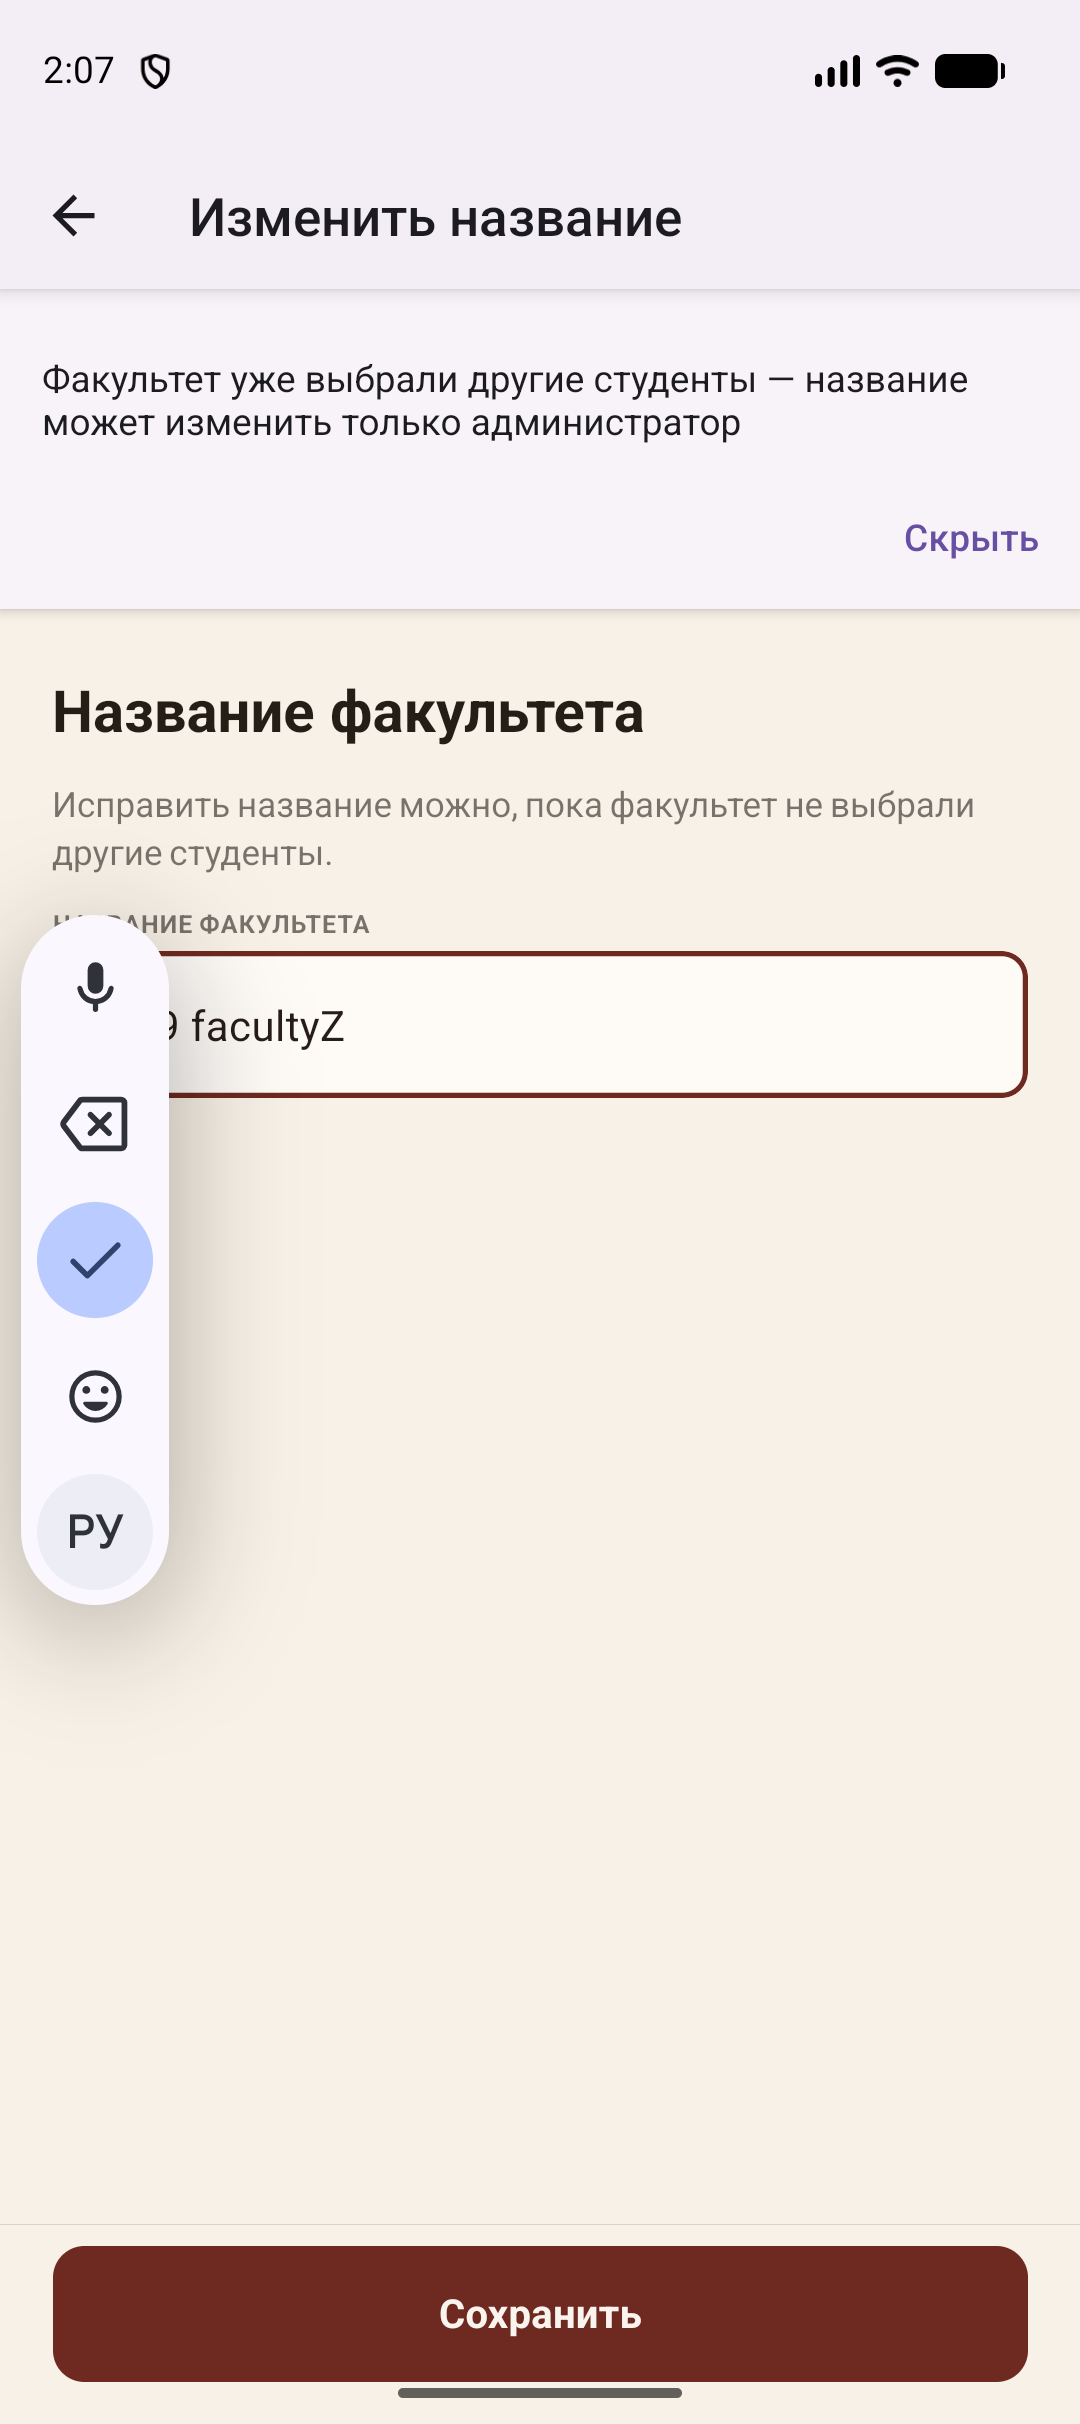 2:07
Изменить название
Факультет уже выбрали другие студенты — название
может изменить только администратор
Скрыть
Название факультета
Исправить название можно, пока факультет не выбрали
другие студенты.
НАЗВАНИЕ ФАКУЛЬТЕТА
facultyZ
РУ
Сохранить